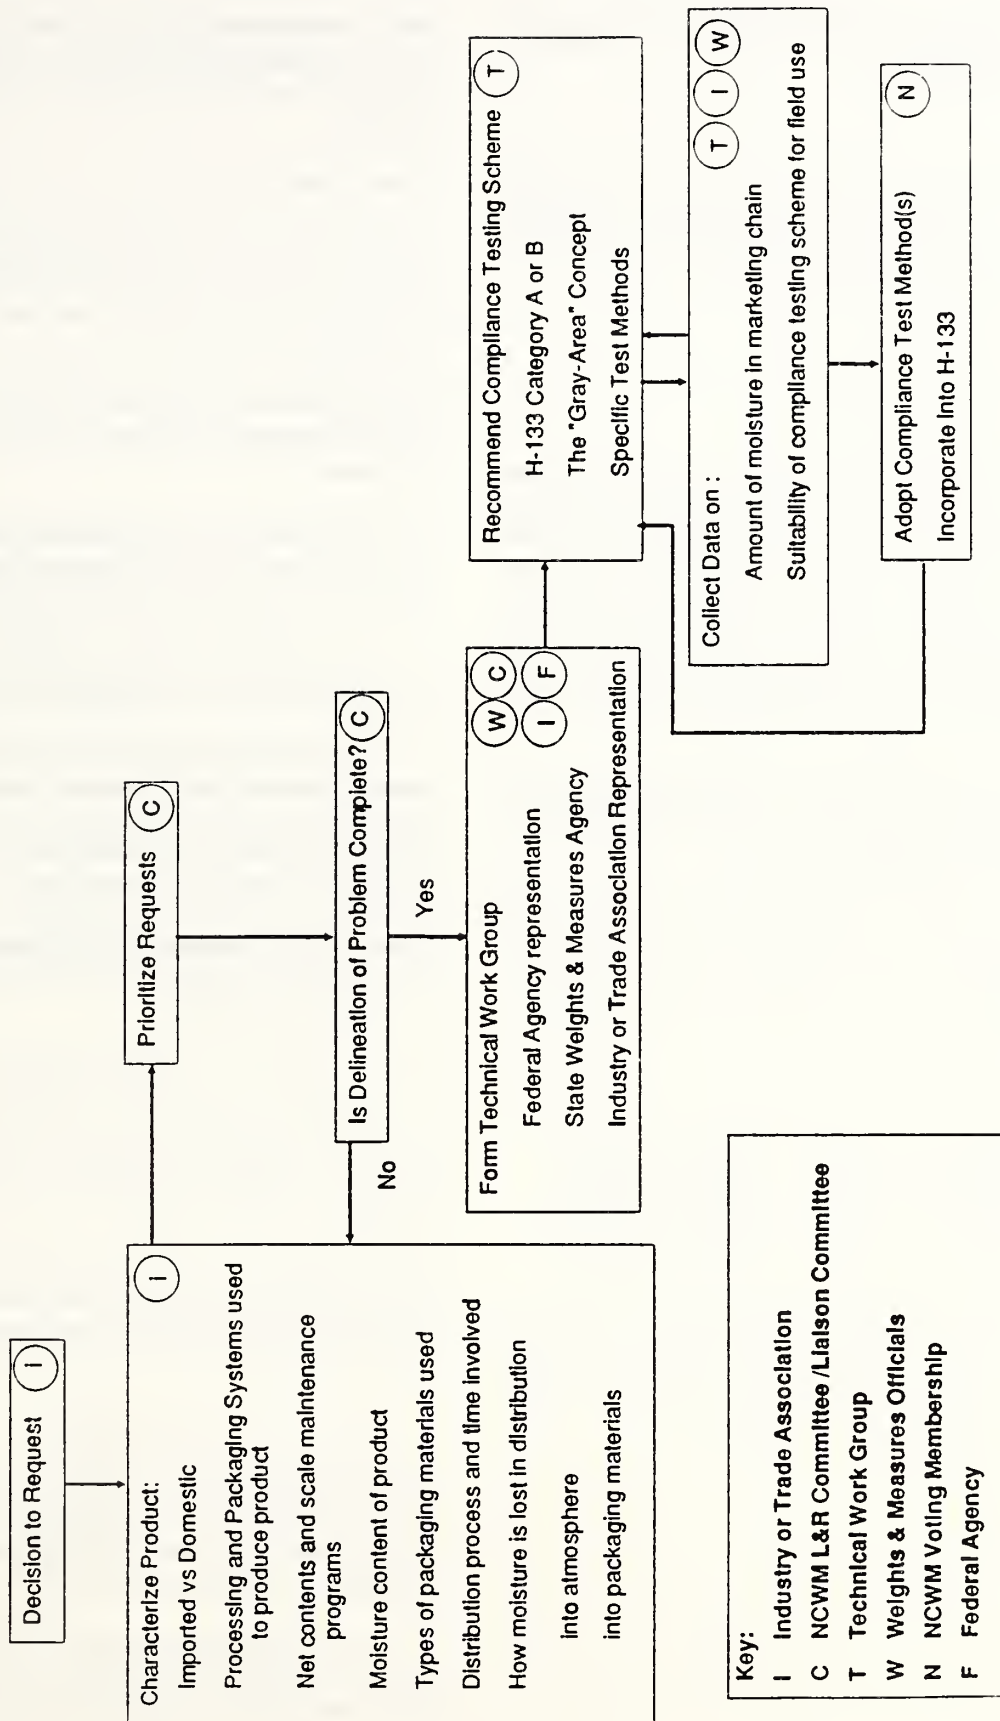 Decision to Request
I
Characterize Product:
I
Imported vs Domestic
Processing and Packaging Systems used
to produce product
Net contents and scale maintenance
programs
Moisture content of product
Types of packaging materials used
Distribution process and time involved
How moisture is lost in distribution
into atmosphere
into packaging materials
Prioritize Requests
C
Is Delineation of Problem Complete?
C
No
Yes
Form Technical Work Group
W C
I F
Federal Agency representation
State Weights & Measures Agency
Industry or Trade Association Representation
Recommend Compliance Testing Scheme
T
H-133 Category A or B
The "Gray-Area" Concept
Specific Test Methods
Collect Data on :
T I W
Amount of moisture in marketing chain
Suitability of compliance testing scheme for field use
Adopt Compliance Test Method(s)
N
Incorporate Into H-133
Key:
I Industry or Trade Association
C NCWM L&R Committee /Liaison Committee
T Technical Work Group
W Weights & Measures Officials
N NCWM Voting Membership
F Federal Agency